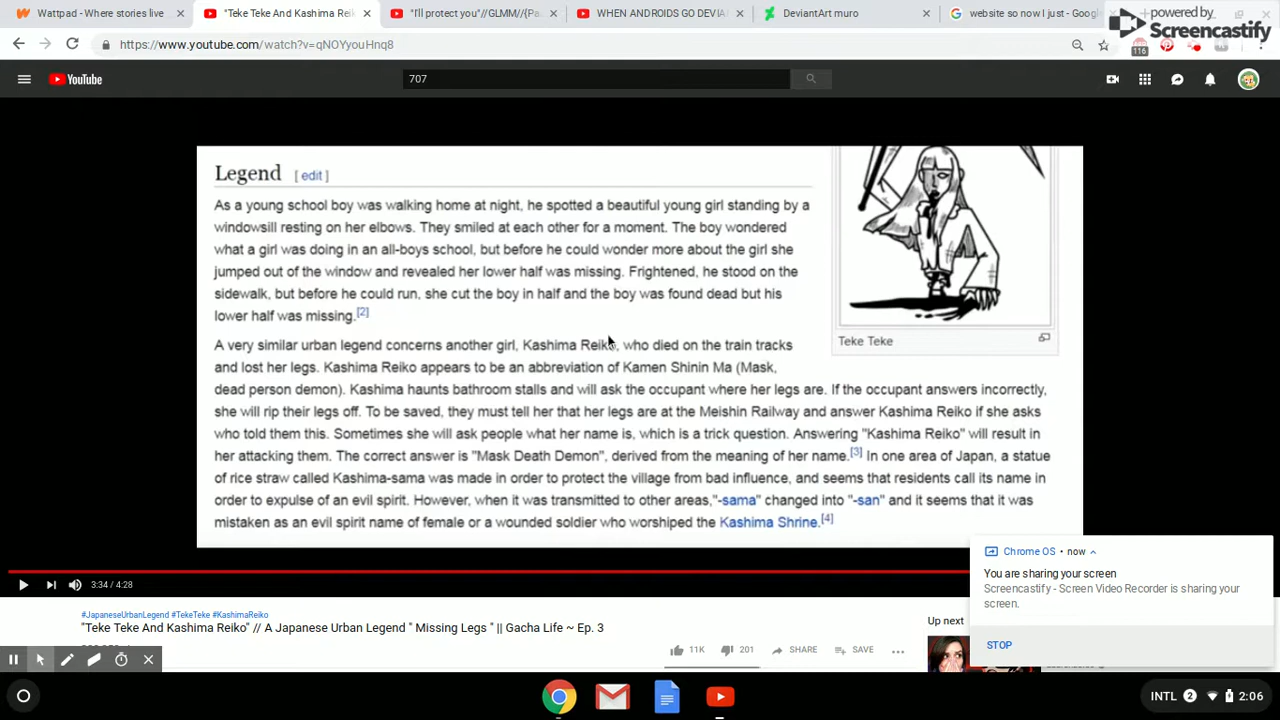 Wattpad - Where stories live
"Teke Teke And Kashima Rei
"I'll protect you"//GLMM//{Pa
WHEN ANDROIDS GO DEVIA
DeviantArt muro
website so now I just - Goog
powered by
Screencastify
https://www.youtube.com/watch?v=qNOYyouHnq8
116
YouTube
707
Legend [ edit ]
As a young school boy was walking home at night, he spotted a beautiful young girl standing by a
windowsill resting on her elbows. They smiled at each other for a moment. The boy wondered
what a girl was doing in an all-boys school, but before he could wonder more about the girl she
jumped out of the window and revealed her lower half was missing. Frightened, he stood on the
sidewalk, but before he could run, she cut the boy in half and the boy was found dead but his
lower half was missing.[2]
Teke Teke
A very similar urban legend concerns another girl, Kashima Reiko, who died on the train tracks
and lost her legs. Kashima Reiko appears to be an abbreviation of Kamen Shinin Ma (Mask,
dead person demon). Kashima haunts bathroom stalls and will ask the occupant where her legs are. If the occupant answers incorrectly,
she will rip their legs off. To be saved, they must tell her that her legs are at the Meishin Railway and answer Kashima Reiko if she asks
who told them this. Sometimes she will ask people what her name is, which is a trick question. Answering "Kashima Reiko" will result in
her attacking them. The correct answer is "Mask Death Demon", derived from the meaning of her name.[3] In one area of Japan, a statue
of rice straw called Kashima-sama was made in order to protect the village from bad influence, and seems that residents call its name in
order to expulse of an evil spirit. However, when it was transmitted to other areas,"-sama" changed into "-san" and it seems that it was
mistaken as an evil spirit name of female or a wounded soldier who worshiped the Kashima Shrine.[4]
3:34 / 4:28
Chrome OS • now
You are sharing your screen
Screencastify - Screen Video Recorder is sharing your
screen.
STOP
#JapaneseUrbanLegend #TekeTeke #KashimaReiko
"Teke Teke And Kashima Reiko" // A Japanese Urban Legend " Missing Legs " || Gacha Life ~ Ep. 3
11K
201
SHARE
SAVE
Up next
INTL 2 2:06